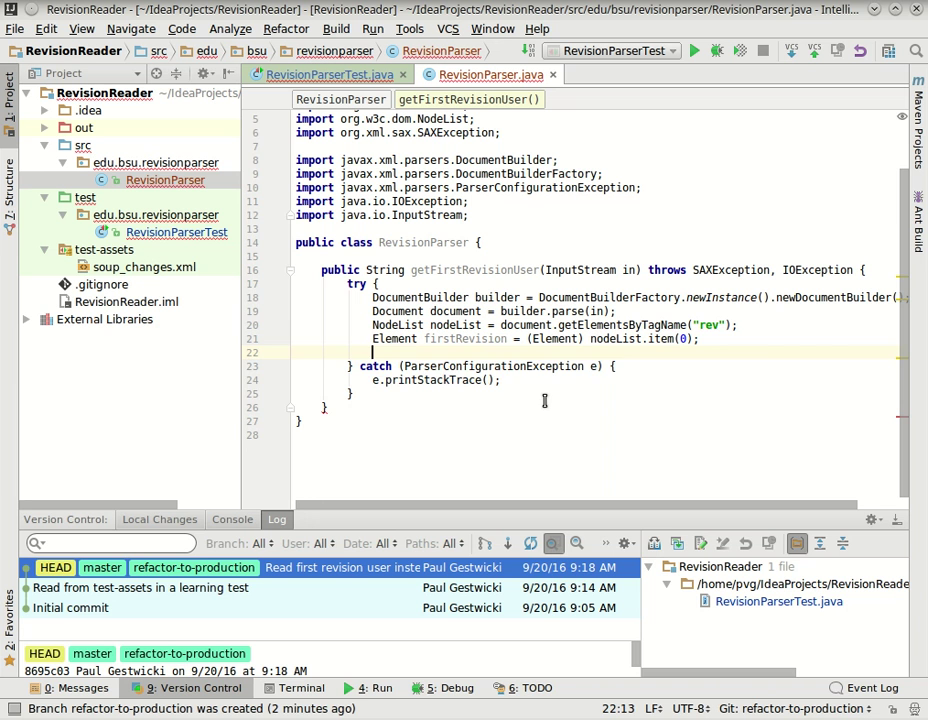 RevisionReader - [~/IdeaProjects/RevisionReader] - [RevisionReader] - ~/IdeaProjects/RevisionReader/src/edu/bsu/revisionparser/RevisionParser.java - Intelli...
File Edit View Navigate Code Analyze Refactor Build Run Tools VCS Window Help
RevisionReader src edu bsu revisionparser RevisionParser RevisionParserTest VCS VCS
1: Project
7: Structure
2: Favorites
Project
RevisionReader ~/IdeaProjects/
.idea
out
src
edu.bsu.revisionparser
RevisionParser
test
edu.bsu.revisionparser
RevisionParserTest
test-assets
soup_changes.xml
.gitignore
RevisionReader.iml
External Libraries
RevisionParserTest.java RevisionParser.java
RevisionParser getFirstRevisionUser()
5 import org.w3c.dom.NodeList;
6 import org.xml.sax.SAXException;
7
8 import javax.xml.parsers.DocumentBuilder;
9 import javax.xml.parsers.DocumentBuilderFactory;
10 import javax.xml.parsers.ParserConfigurationException;
11 import java.io.IOException;
12 import java.io.InputStream;
13
14 public class RevisionParser {
15
16 public String getFirstRevisionUser(InputStream in) throws SAXException, IOException {
17 try {
18 DocumentBuilder builder = DocumentBuilderFactory.newInstance().newDocumentBuilder();
19 Document document = builder.parse(in);
20 NodeList nodeList = document.getElementsByTagName("rev");
21 Element firstRevision = (Element) nodeList.item(0);
22
23 } catch (ParserConfigurationException e) {
24 e.printStackTrace();
25 }
26 }
27 }
28
Maven Projects
Ant Build
Version Control: Local Changes Console Log
Branch: All User: All Date: All Paths: All
HEAD master refactor-to-production Read first revision user inste Paul Gestwicki 9/20/16 9:18 AM
Read from test-assets in a learning test Paul Gestwicki 9/20/16 9:14 AM
Initial commit Paul Gestwicki 9/20/16 9:05 AM
HEAD master refactor-to-production
8695c03 Paul Gestwicki on 9/20/16 at 9:18 AM
RevisionReader 1 file
/home/pvg/IdeaProjects/RevisionReade
RevisionParserTest.java
0: Messages 9: Version Control Terminal 4: Run 5: Debug 6: TODO Event Log
Branch refactor-to-production was created (2 minutes ago) 22:13 LF UTF-8 Git: refactor-to-production